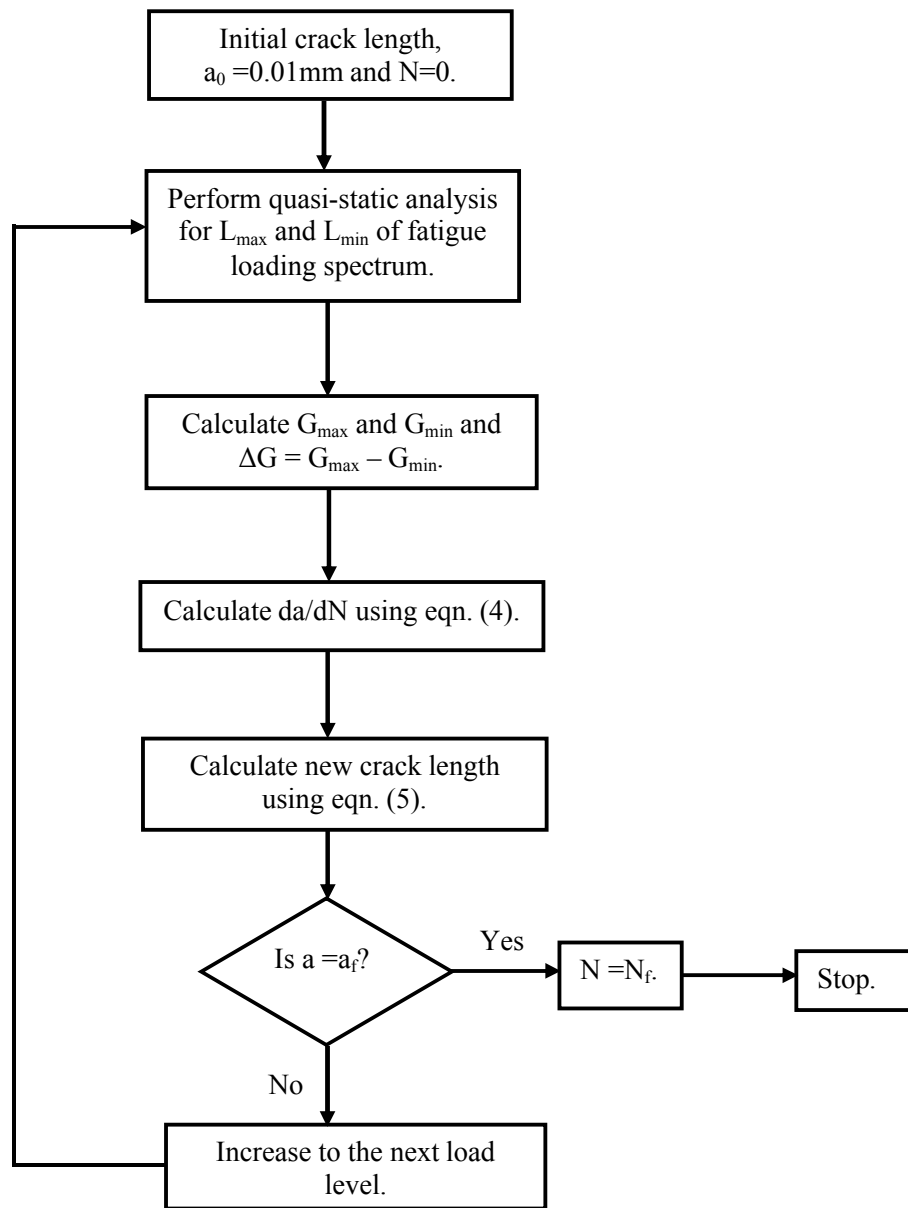 Initial crack length,
a₀ =0.01mm and N=0.
Perform quasi-static analysis
for Lₘₐₓ and Lₘᵢₙ of fatigue
loading spectrum.
Calculate Gₘₐₓ and Gₘᵢₙ and
ΔG = Gₘₐₓ – Gₘᵢₙ.
Calculate da/dN using eqn. (4).
Calculate new crack length
using eqn. (5).
Is a =a_f?
Yes
N =N_f.
Stop.
No
Increase to the next load
level.